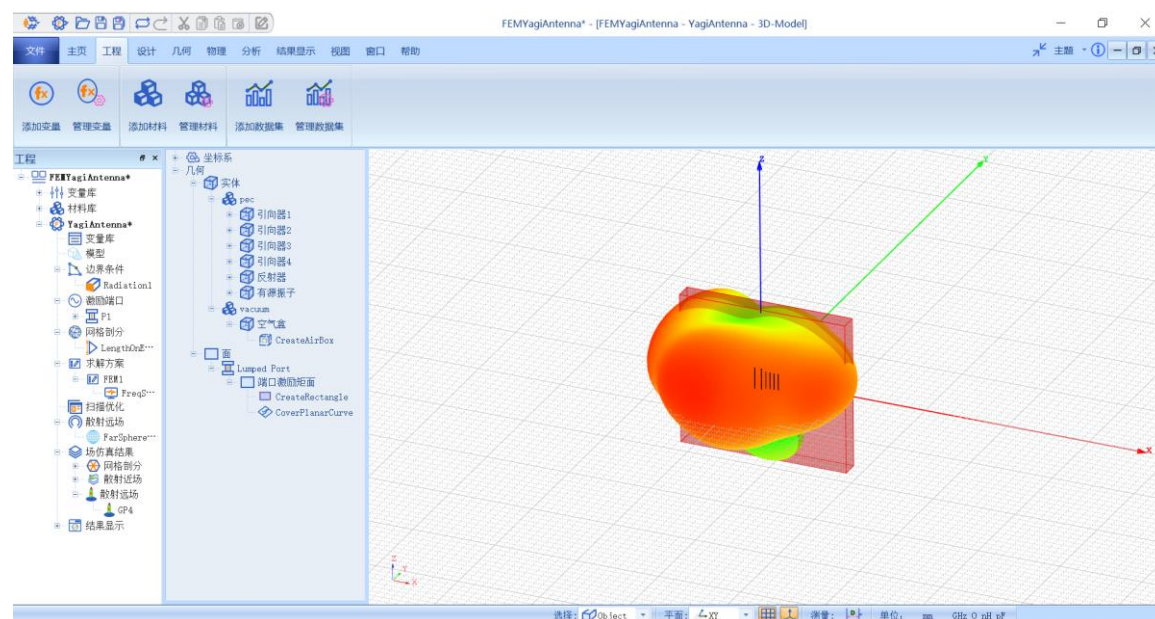 FEMYagiAntenna* - [FEMYagiAntenna - YagiAntenna - 3D-Model]
文件 主页 工程 设计 几何 物理 分析 结果显示 视图 窗口 帮助 主题
添加变量 管理变量 添加材料 管理材料 添加数据集 管理数据集
工程
FEMYagiAntenna*
变量库
材料库
YagiAntenna*
变量库
模型
边界条件
Radiation1
激励端口
P1
网格剖分
LengthOnE…
求解方案
FEM1
FreqS…
扫描优化
散射远场
FarSphere…
场仿真结果
网格剖分
散射近场
散射远场
GP4
结果显示
坐标系
几何
实体
pec
引向器1
引向器2
引向器3
引向器4
反射器
有源振子
vacuum
空气盒
CreateAirBox
面
Lumped Port
端口激励矩面
CreateRectangle
CoverPlanarCurve
Z
Y
X
Z
Y
X
选择: Object 平面: XY 测量: 单位: mm GHz O nH pF